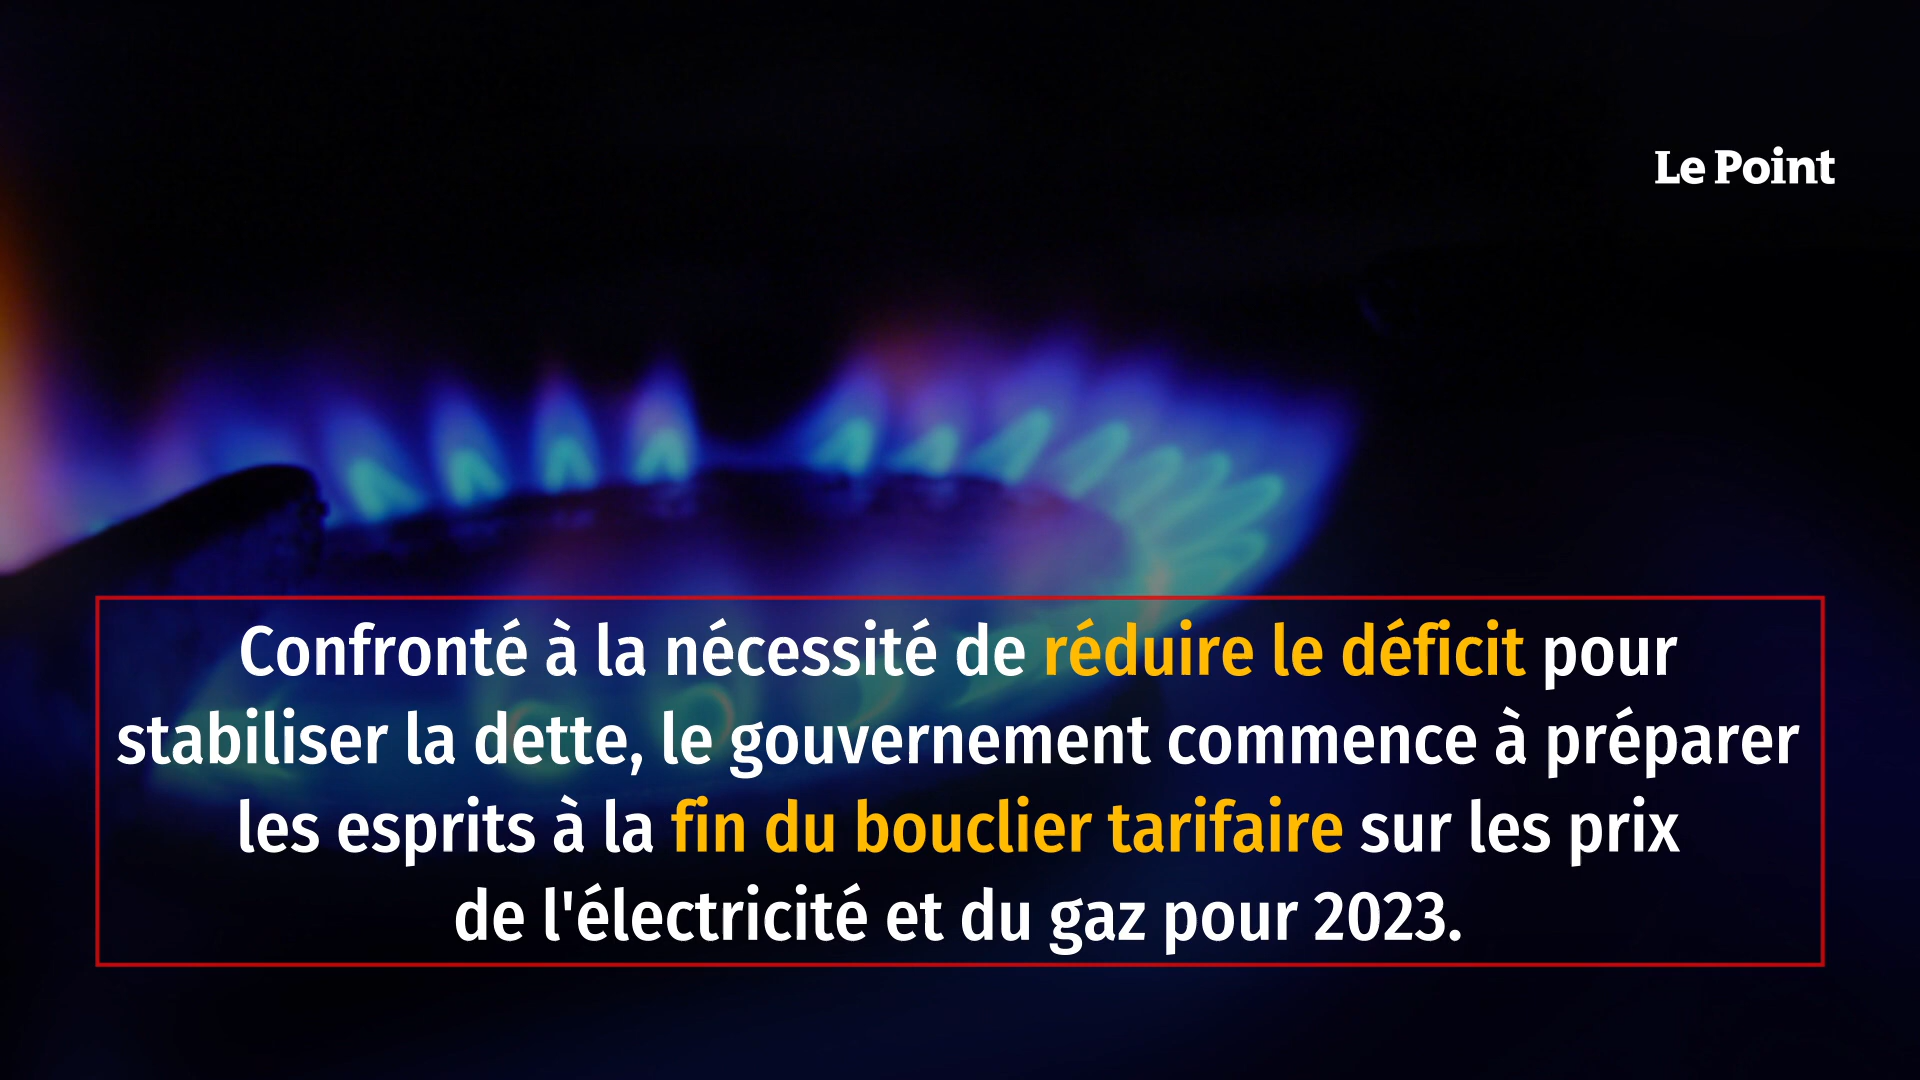 Le Point
Confronté à la nécessité de réduire le déficit pour
stabiliser la dette, le gouvernement commence à préparer
les esprits à la fin du bouclier tarifaire sur les prix
de l'électricité et du gaz pour 2023.